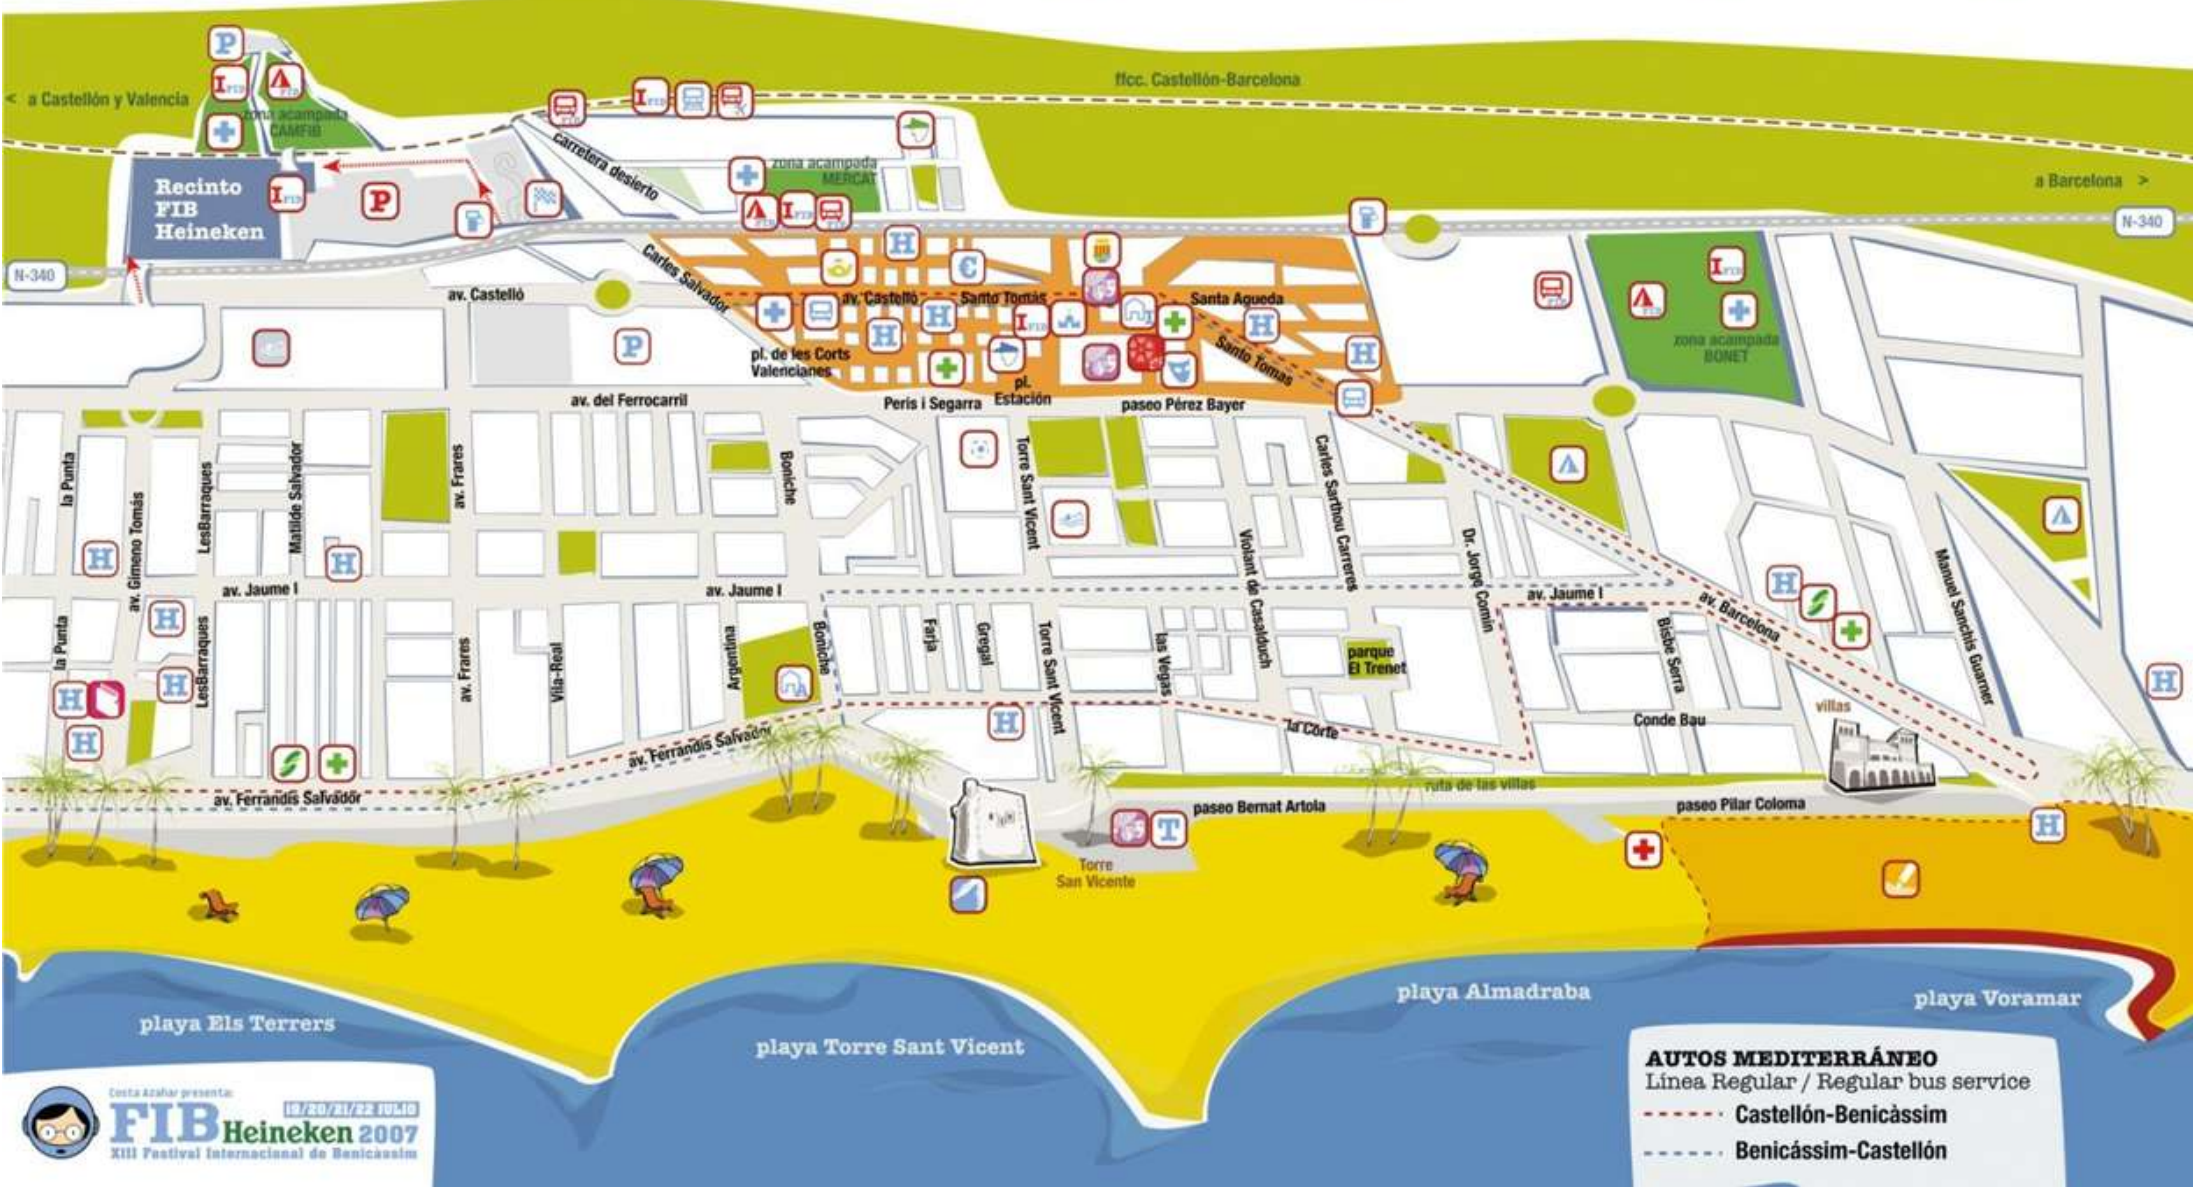 ffcc. Castellón-Barcelona
< a Castellón y Valencia
a Barcelona >
P
zona acampada
CAMFIB
Recinto
FIB
Heineken
P
carretera desierto
zona acampada
MERCAT
N-340
N-340
H
€
Carles Salvador
av. Castelló
av. Castelló
Santo Tomás
Santa Agueda
H
H
H
H
P
pl. de les Corts
Valencianes
Santo Tomas
pl.
Estación
zona acampada
BONET
av. del Ferrocarril
Peris i Segarra
paseo Pérez Bayer
la Punta
av. Gimeno Tomás
LesBarraques
Matilde Salvador
av. Frares
Boniche
Torre Sant Vicent
Violant de Casalduch
Carles Sarthou Carreres
Dr. Jorge Comín
Manuel Sanchis Guarner
H
H
H
av. Jaume I
av. Jaume I
av. Jaume I
av. Barcelona
H
la Punta
LesBarraques
av. Frares
Vila-Real
Argentina
Boniche
Farja
Gregal
Torre Sant Vicent
las Vegas
parque
El Trenet
Bisbe Serra
H
H
H
H
H
villas
Conde Bau
la Corte
av. Ferrandis Salvador
av. Ferrandis Salvador
ruta de las villas
paseo Bernat Artola
paseo Pilar Coloma
T
H
Torre
San Vicente
playa Els Terrers
playa Torre Sant Vicent
playa Almadraba
playa Voramar
AUTOS MEDITERRÁNEO
Línea Regular / Regular bus service
Castellón-Benicàssim
Benicássim-Castellón
Costa Azahar presenta:
19/20/21/22 JULIO
FIB Heineken 2007
XIII Festival Internacional de Benicàssim